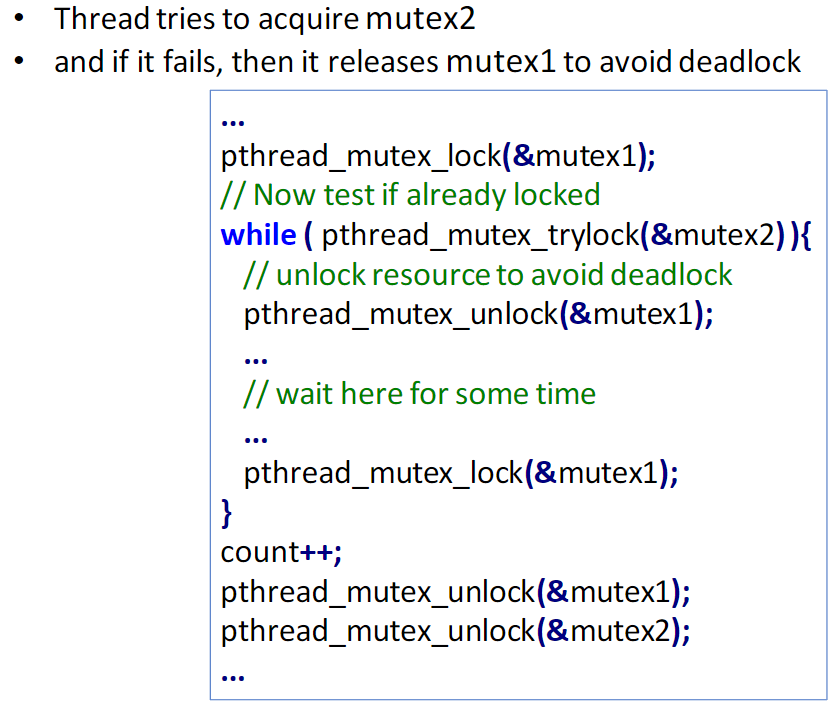 • Thread tries to acquire mutex2
• and if it fails, then it releases mutex1 to avoid deadlock
...
pthread_mutex_lock(&mutex1);
// Now test if already locked
while ( pthread_mutex_trylock(&mutex2) ){
// unlock resource to avoid deadlock
pthread_mutex_unlock(&mutex1);
...
// wait here for some time
...
pthread_mutex_lock(&mutex1);
}
count++;
pthread_mutex_unlock(&mutex1);
pthread_mutex_unlock(&mutex2);
...